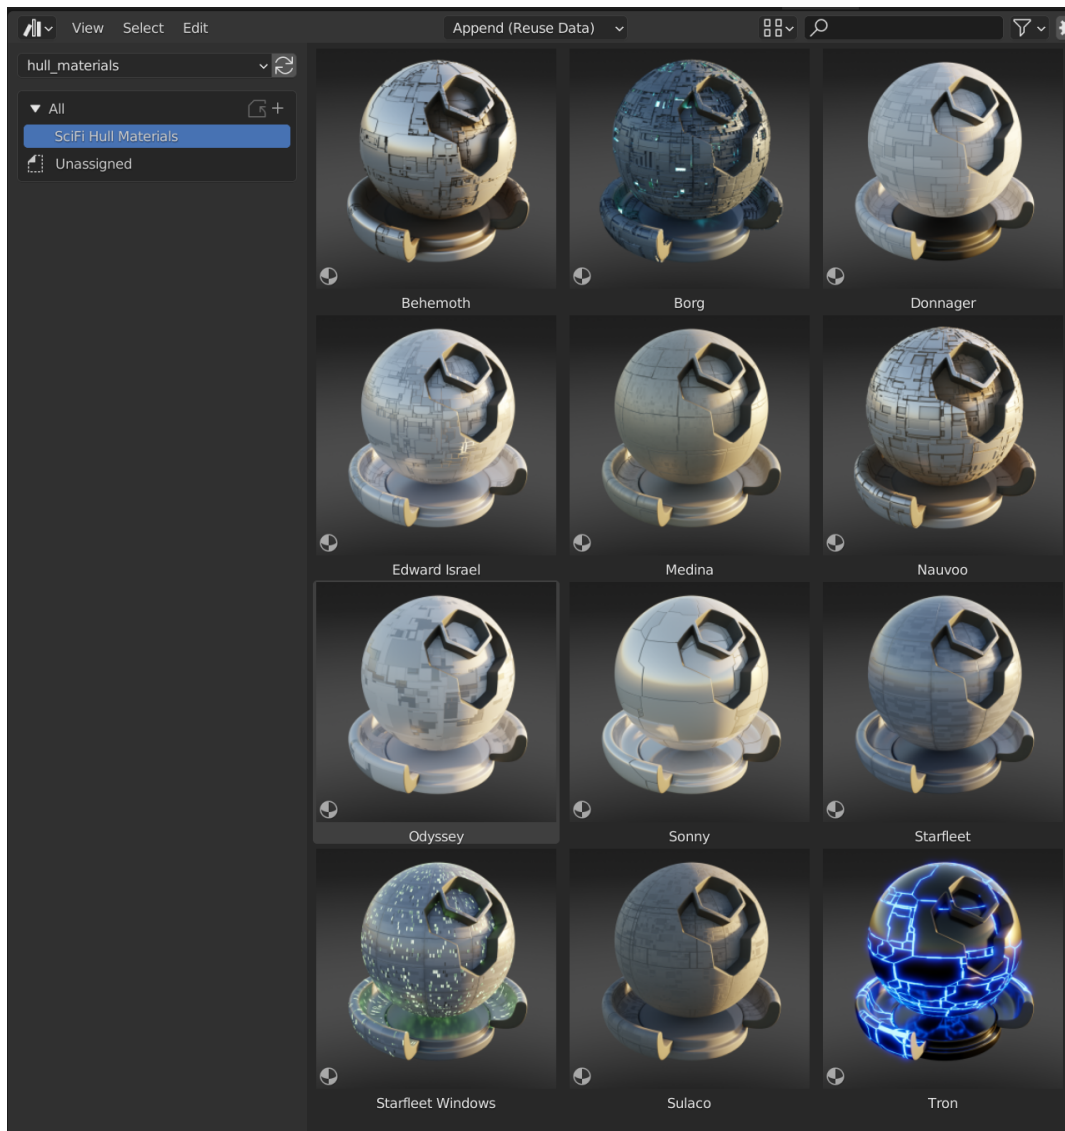 View Select Edit Append (Reuse Data)
hull_materials
All
SciFi Hull Materials
Unassigned
Behemoth Borg Donnager
Edward Israel Medina Nauvoo
Odyssey Sonny Starfleet
Starfleet Windows Sulaco Tron